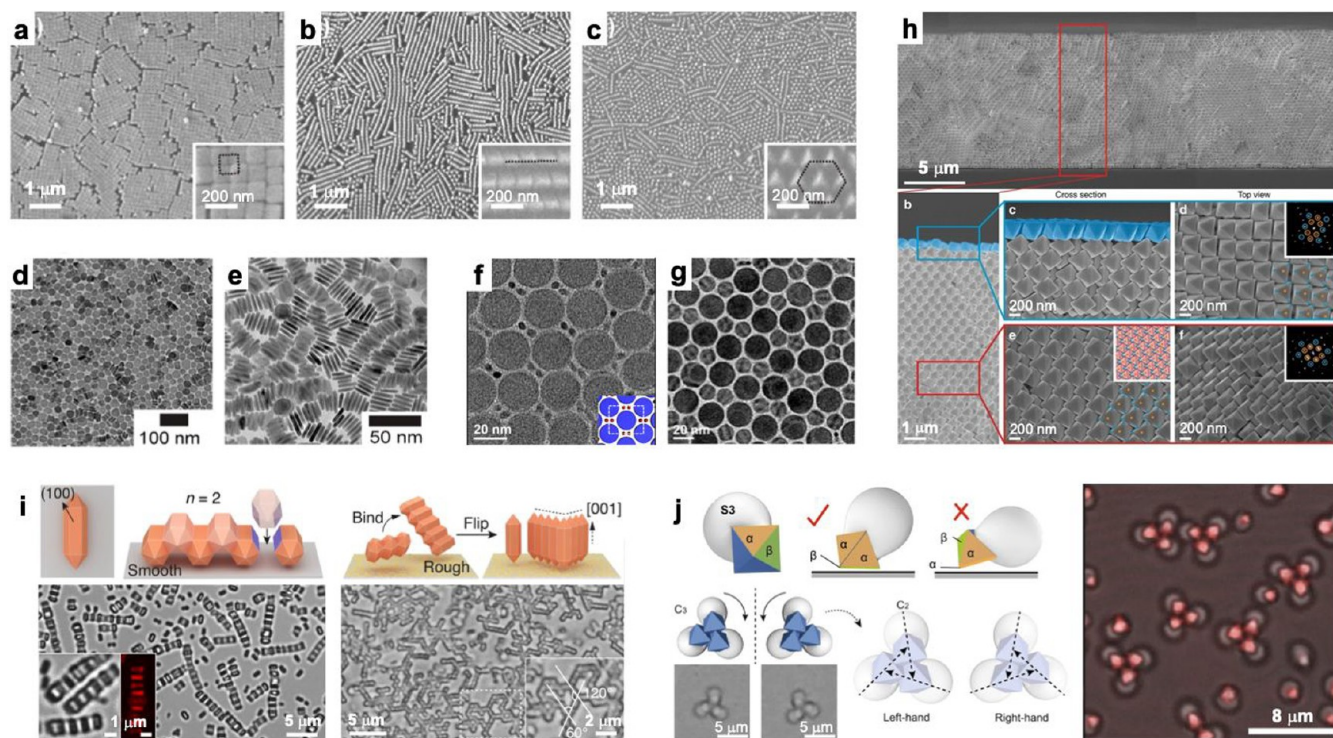 a
1 μm
200 nm
b
1 μm
200 nm
c
1 μm
200 nm
d
100 nm
e
50 nm
f
20 nm
g
20 nm
h
5 μm
Cross section
Top view
b
1 μm
c
200 nm
d
200 nm
e
200 nm
f
200 nm
i
(100)
n = 2
Smooth
Bind
Flip
[001]
Rough
1 μm
5 μm
5 μm
120°
60°
2 μm
j
S3
α
β
α
β
α
β
α
C3
C2
5 μm
5 μm
Left-hand
Right-hand
8 μm